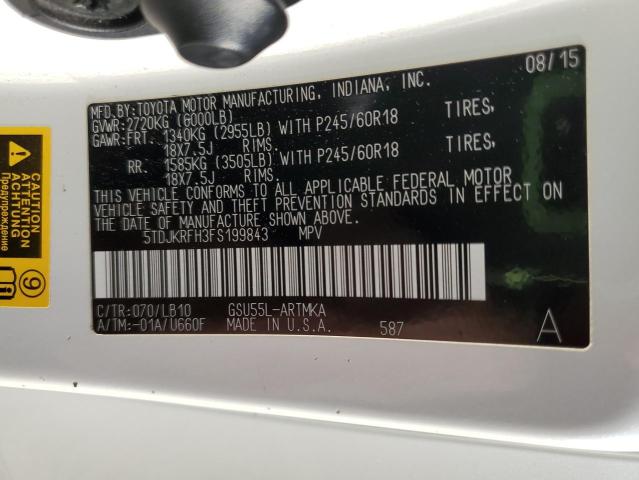 MFD.BY:TOYOTA MOTOR MANUFACTURING, INDIANA, INC. 08/15
GVWR:2720KG (6000LB)
GAWR:FRT. 1340KG (2955LB) WITH P245/60R18 TIRES,
18X7.5J RIMS.
RR. 1585KG (3505LB) WITH P245/60R18 TIRES,
18X7.5J RIMS.
THIS VEHICLE CONFORMS TO ALL APPLICABLE FEDERAL MOTOR
VEHICLE SAFETY AND THEFT PREVENTION STANDARDS IN EFFECT ON
THE DATE OF MANUFACTURE SHOWN ABOVE.
5TDJKRFH3FS199843 MPV
C/TR:070/LB10 GSU55L-ARTMKA
A/TM:-01A/U660F MADE IN U.S.A. 587 A
CAUTION
ACHTUNG
Предупреждение
9